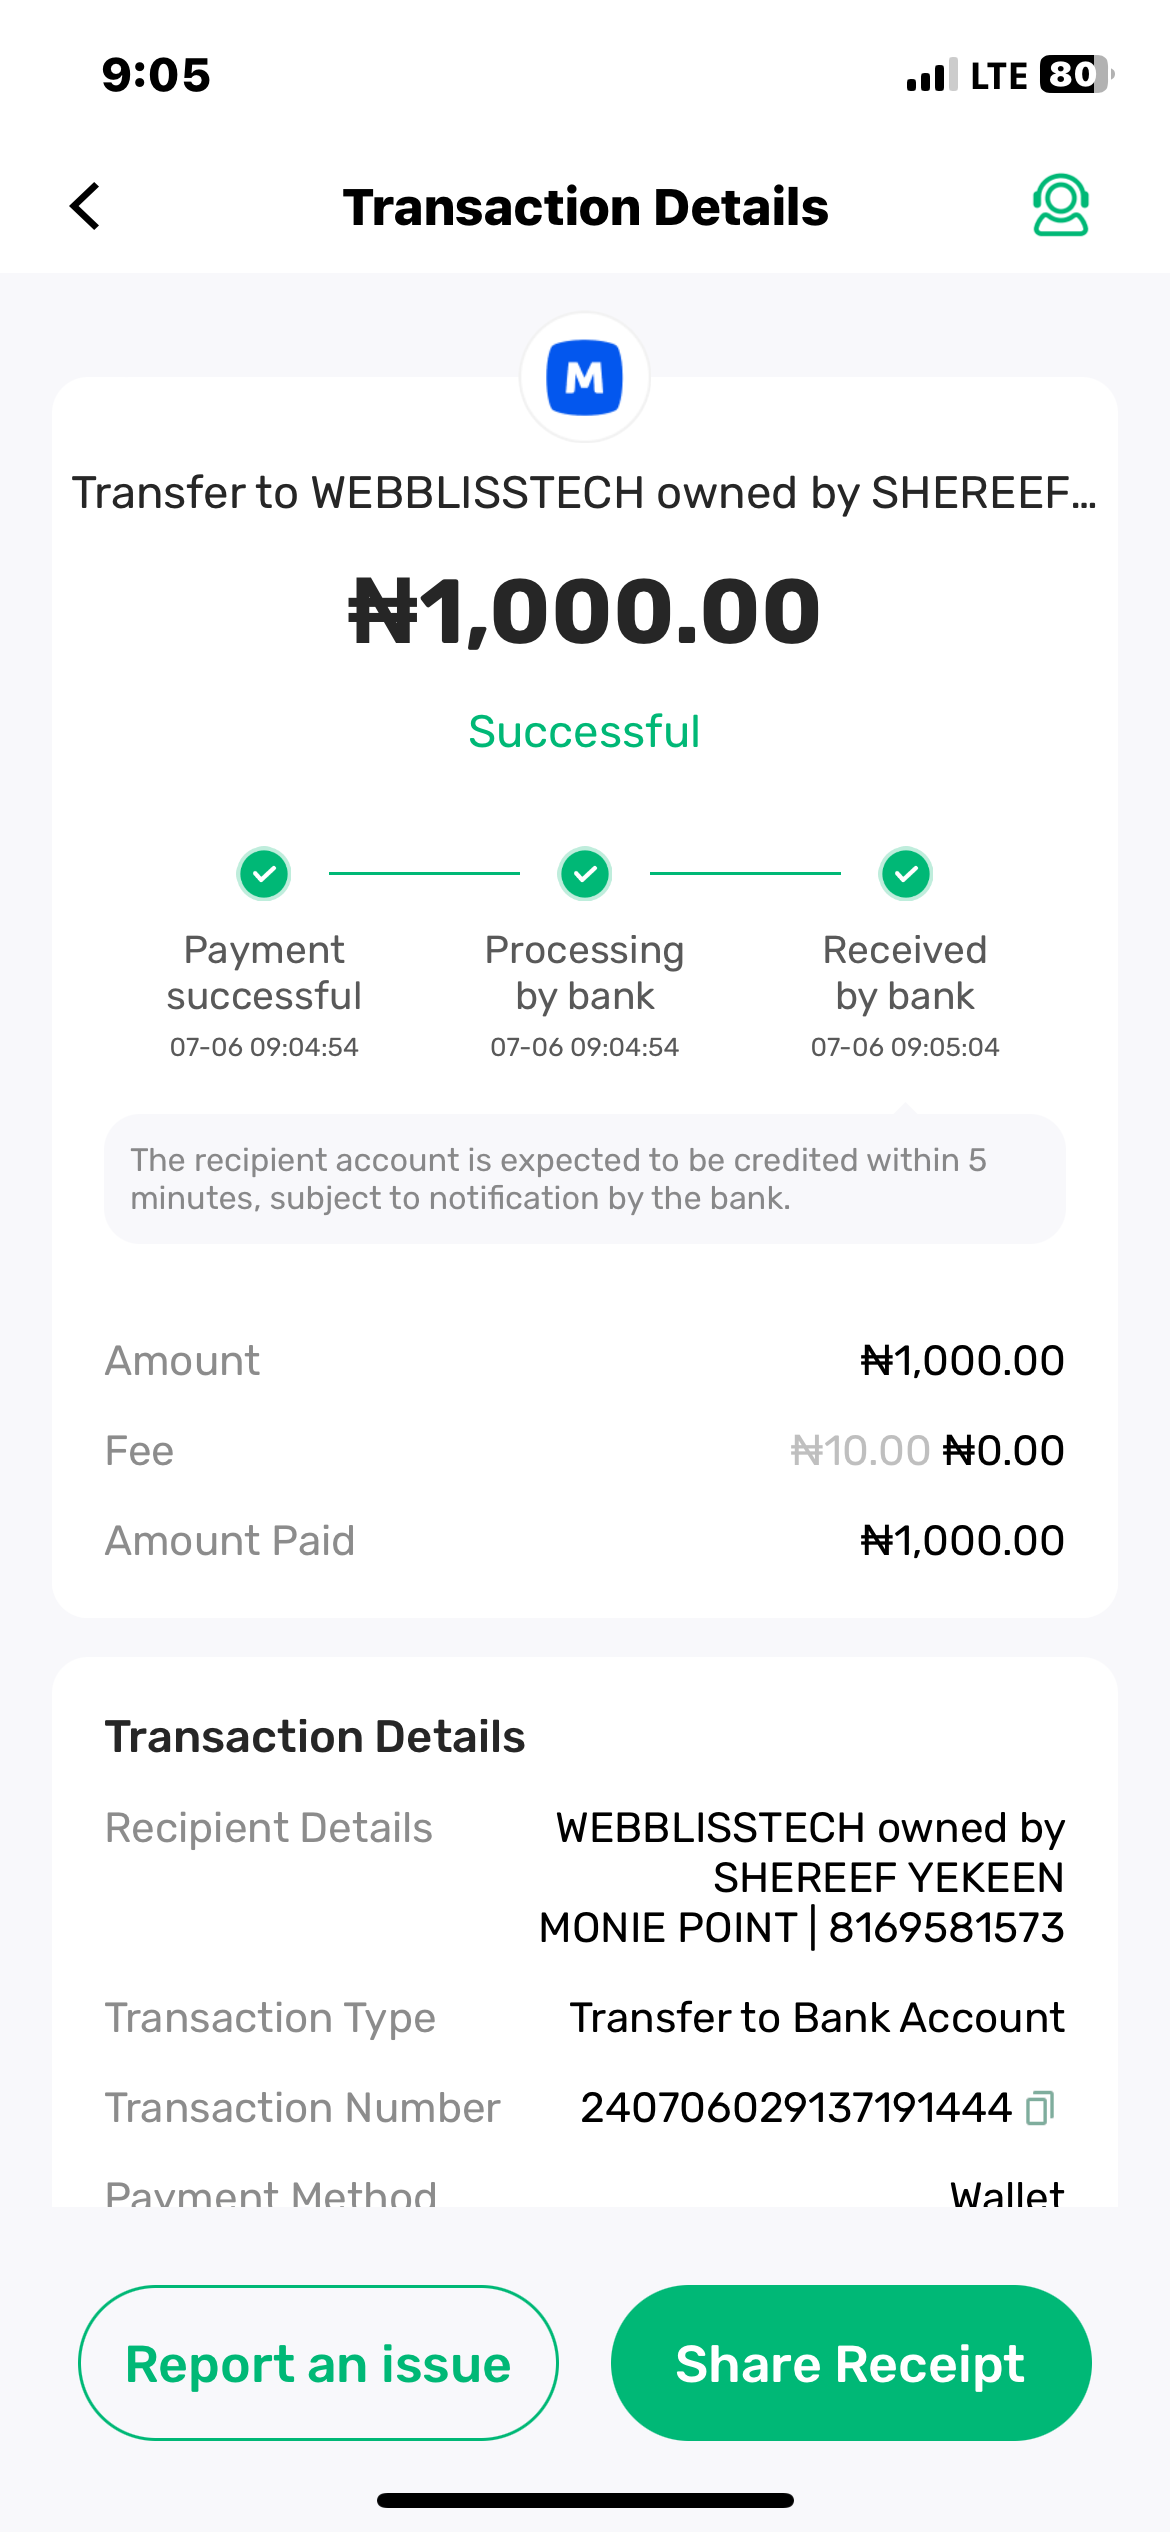 9:05
LTE 80
Transaction Details
M
Transfer to WEBBLISSTECH owned by SHEREEF...
₦1,000.00
Successful
Payment successful
07-06 09:04:54
Processing by bank
07-06 09:04:54
Received by bank
07-06 09:05:04
The recipient account is expected to be credited within 5
minutes, subject to notification by the bank.
Amount ₦1,000.00
Fee ₦10.00 ₦0.00
Amount Paid ₦1,000.00
Transaction Details
Recipient Details WEBBLISSTECH owned by
SHEREEF YEKEEN
MONIE POINT | 8169581573
Transaction Type Transfer to Bank Account
Transaction Number 240706029137191444
Payment Method Wallet
Report an issue
Share Receipt